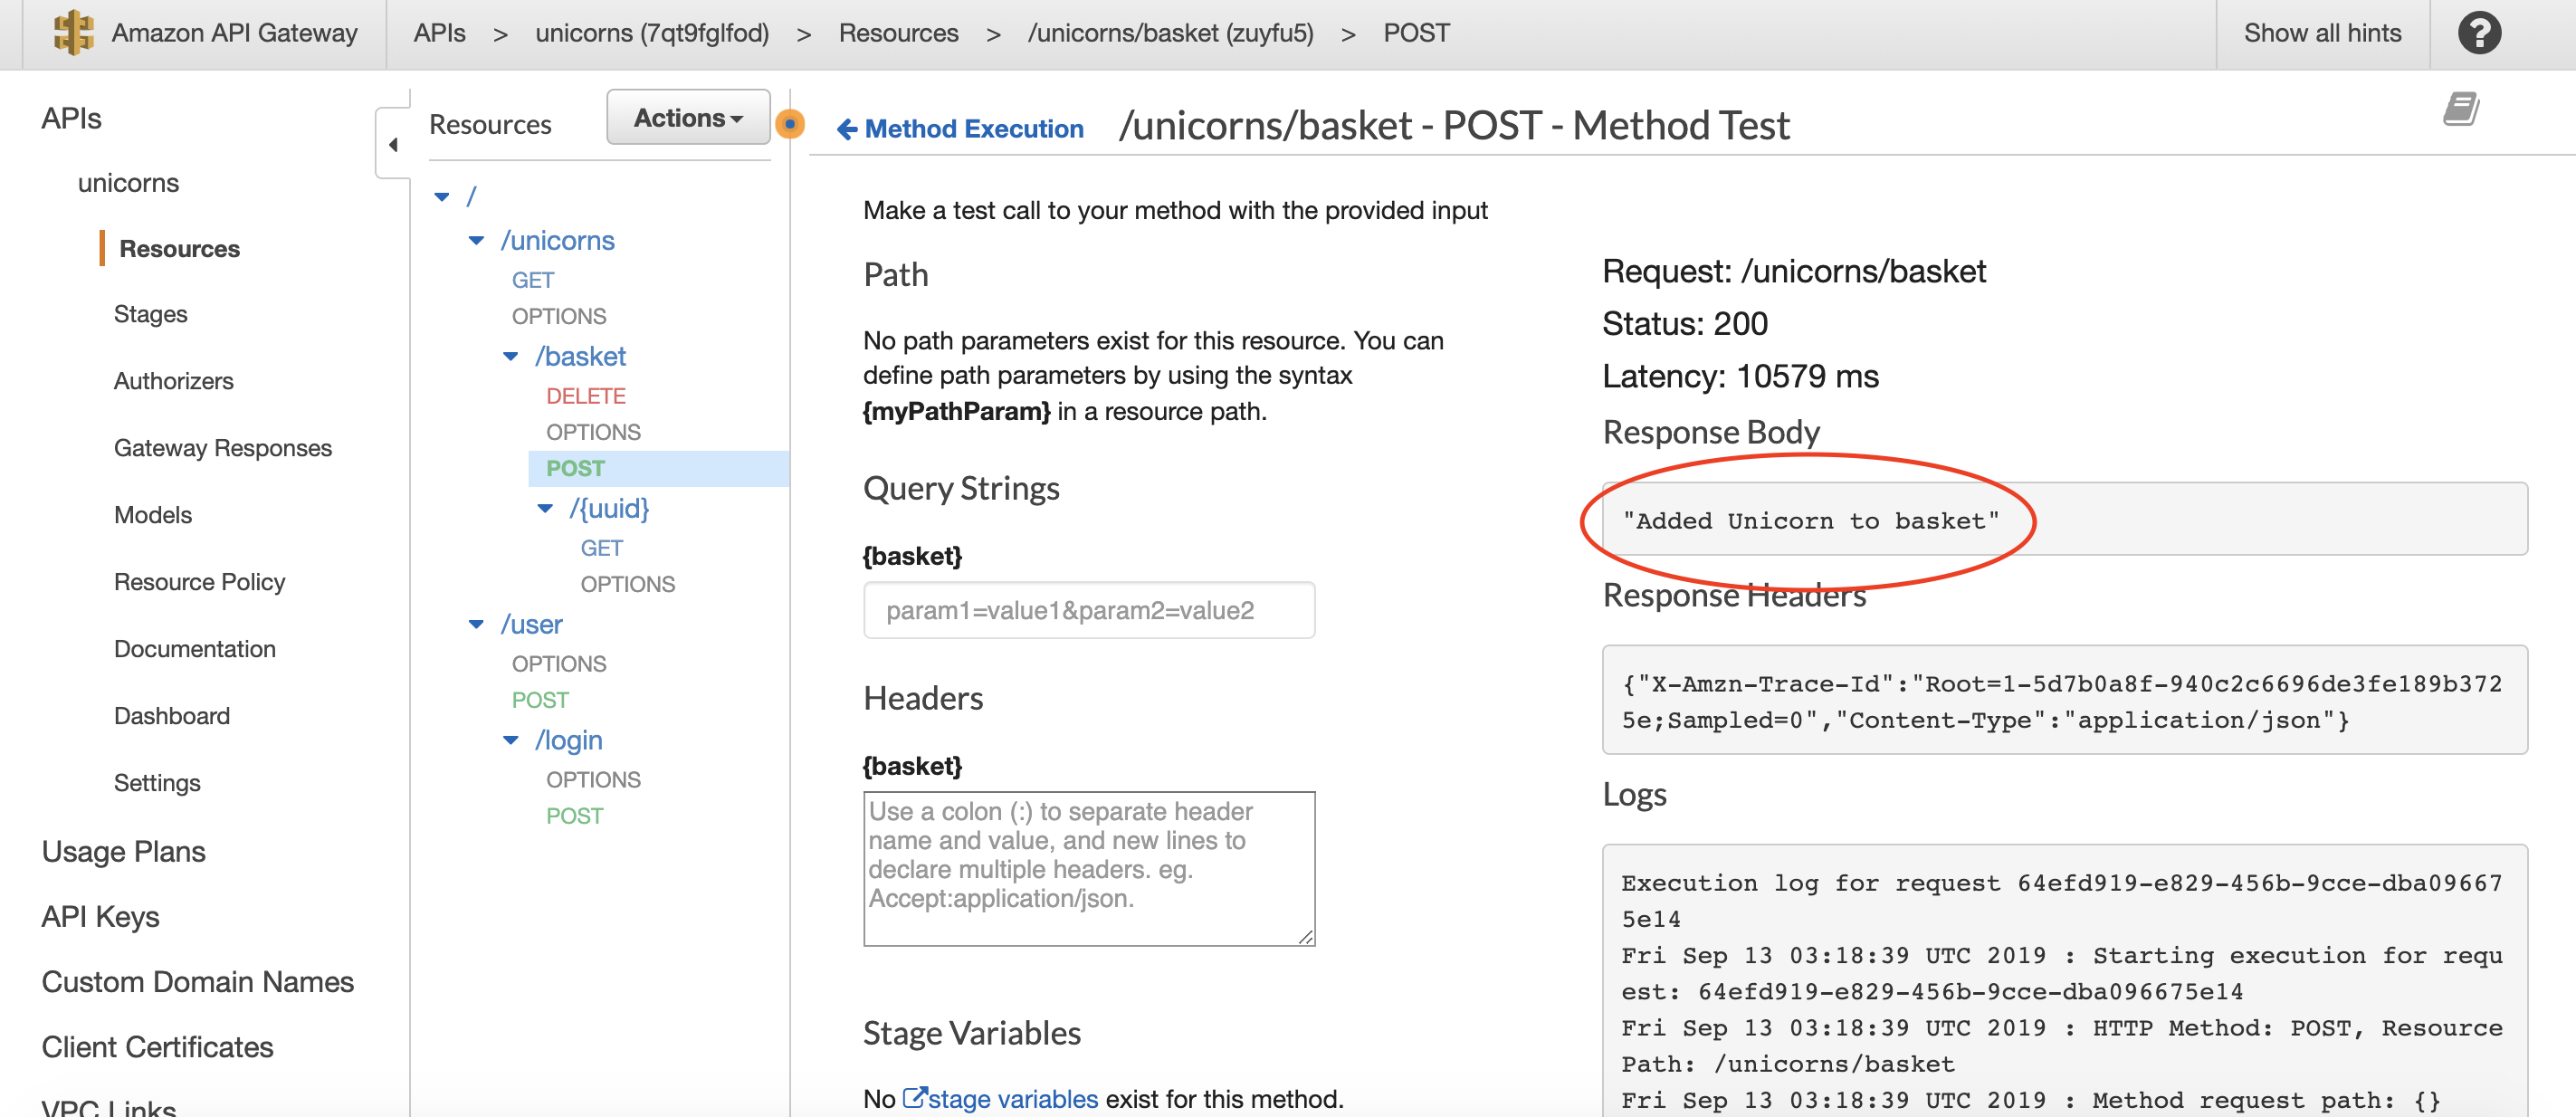 Amazon API Gateway
APIs > unicorns (7qt9fglfod) > Resources > /unicorns/basket (zuyfu5) > POST
Show all hints
?
APIs
unicorns
Resources
Stages
Authorizers
Gateway Responses
Models
Resource Policy
Documentation
Dashboard
Settings
Usage Plans
API Keys
Custom Domain Names
Client Certificates
VPC Links
Resources
Actions
/
/unicorns
GET
OPTIONS
/basket
DELETE
OPTIONS
POST
/{uuid}
GET
OPTIONS
/user
OPTIONS
POST
/login
OPTIONS
POST
Method Execution
/unicorns/basket - POST - Method Test
Make a test call to your method with the provided input
Path
No path parameters exist for this resource. You can
define path parameters by using the syntax
{myPathParam} in a resource path.
Query Strings
{basket}
param1=value1&param2=value2
Headers
{basket}
Use a colon (:) to separate header
name and value, and new lines to
declare multiple headers. eg.
Accept:application/json.
Stage Variables
No stage variables exist for this method.
Request: /unicorns/basket
Status: 200
Latency: 10579 ms
Response Body
"Added Unicorn to basket"
Response Headers
{"X-Amzn-Trace-Id":"Root=1-5d7b0a8f-940c2c6696de3fe189b372
5e;Sampled=0","Content-Type":"application/json"}
Logs
Execution log for request 64efd919-e829-456b-9cce-dba09667
5e14
Fri Sep 13 03:18:39 UTC 2019 : Starting execution for requ
est: 64efd919-e829-456b-9cce-dba096675e14
Fri Sep 13 03:18:39 UTC 2019 : HTTP Method: POST, Resource
Path: /unicorns/basket
Fri Sep 13 03:18:39 UTC 2019 : Method request path: {}